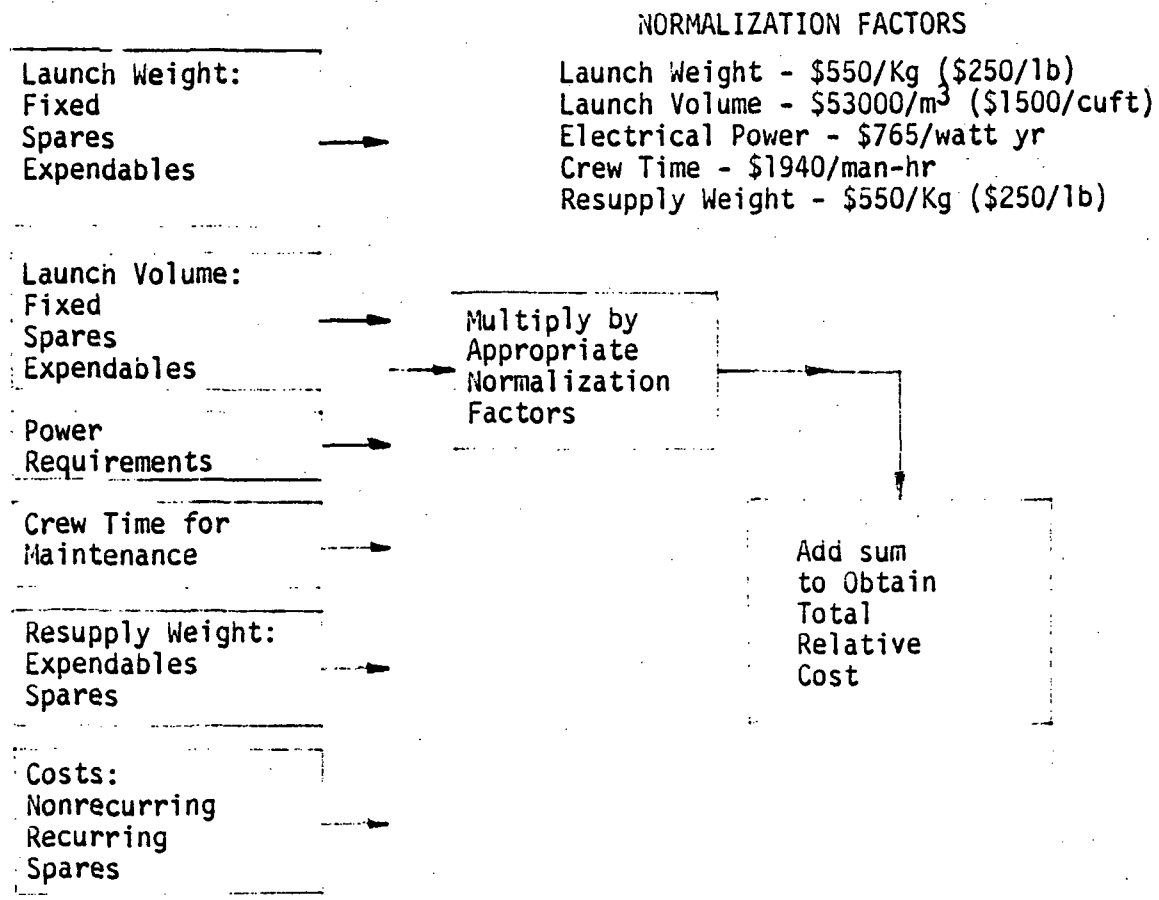 NORMALIZATION FACTORS
Launch Weight - $550/Kg ($250/lb)
Launch Volume - $53000/m³ ($1500/cuft)
Electrical Power - $765/watt yr
Crew Time - $1940/man-hr
Resupply Weight - $550/Kg ($250/lb)
Launch Weight:
Fixed
Spares
Expendables
Launch Volume:
Fixed
Spares
Expendables
Power
Requirements
Crew Time for
Maintenance
Resupply Weight:
Expendables
Spares
Costs:
Nonrecurring
Recurring
Spares
Multiply by
Appropriate
Normalization
Factors
Add sum
to Obtain
Total
Relative
Cost